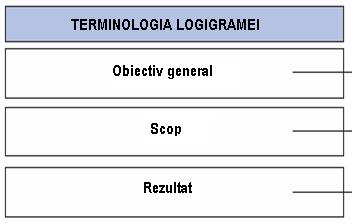 TERMINOLOGIA LOGIGRAMEI
Obiectiv general
Scop
Rezultat